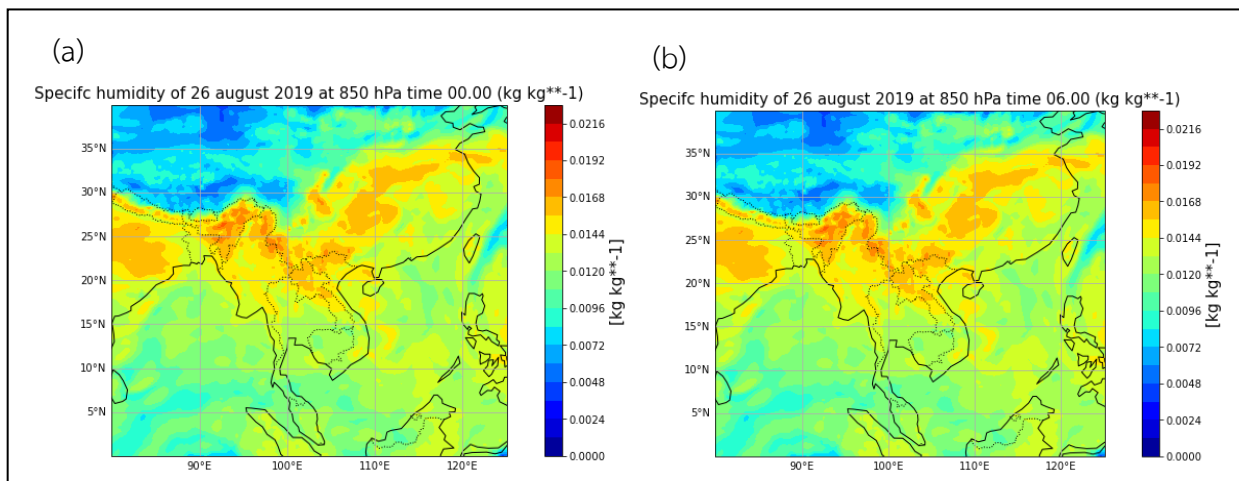 (a)
Specifc humidity of 26 august 2019 at 850 hPa time 00.00 (kg kg**-1)
35°N
30°N
25°N
20°N
15°N
10°N
5°N
90°E
100°E
110°E
120°E
0.0216
0.0192
0.0168
0.0144
0.0120
0.0096
0.0072
0.0048
0.0024
0.0000
[kg kg**-1]
(b)
Specifc humidity of 26 august 2019 at 850 hPa time 06.00 (kg kg**-1)
35°N
30°N
25°N
20°N
15°N
10°N
5°N
90°E
100°E
110°E
120°E
0.0216
0.0192
0.0168
0.0144
0.0120
0.0096
0.0072
0.0048
0.0024
0.0000
[kg kg**-1]